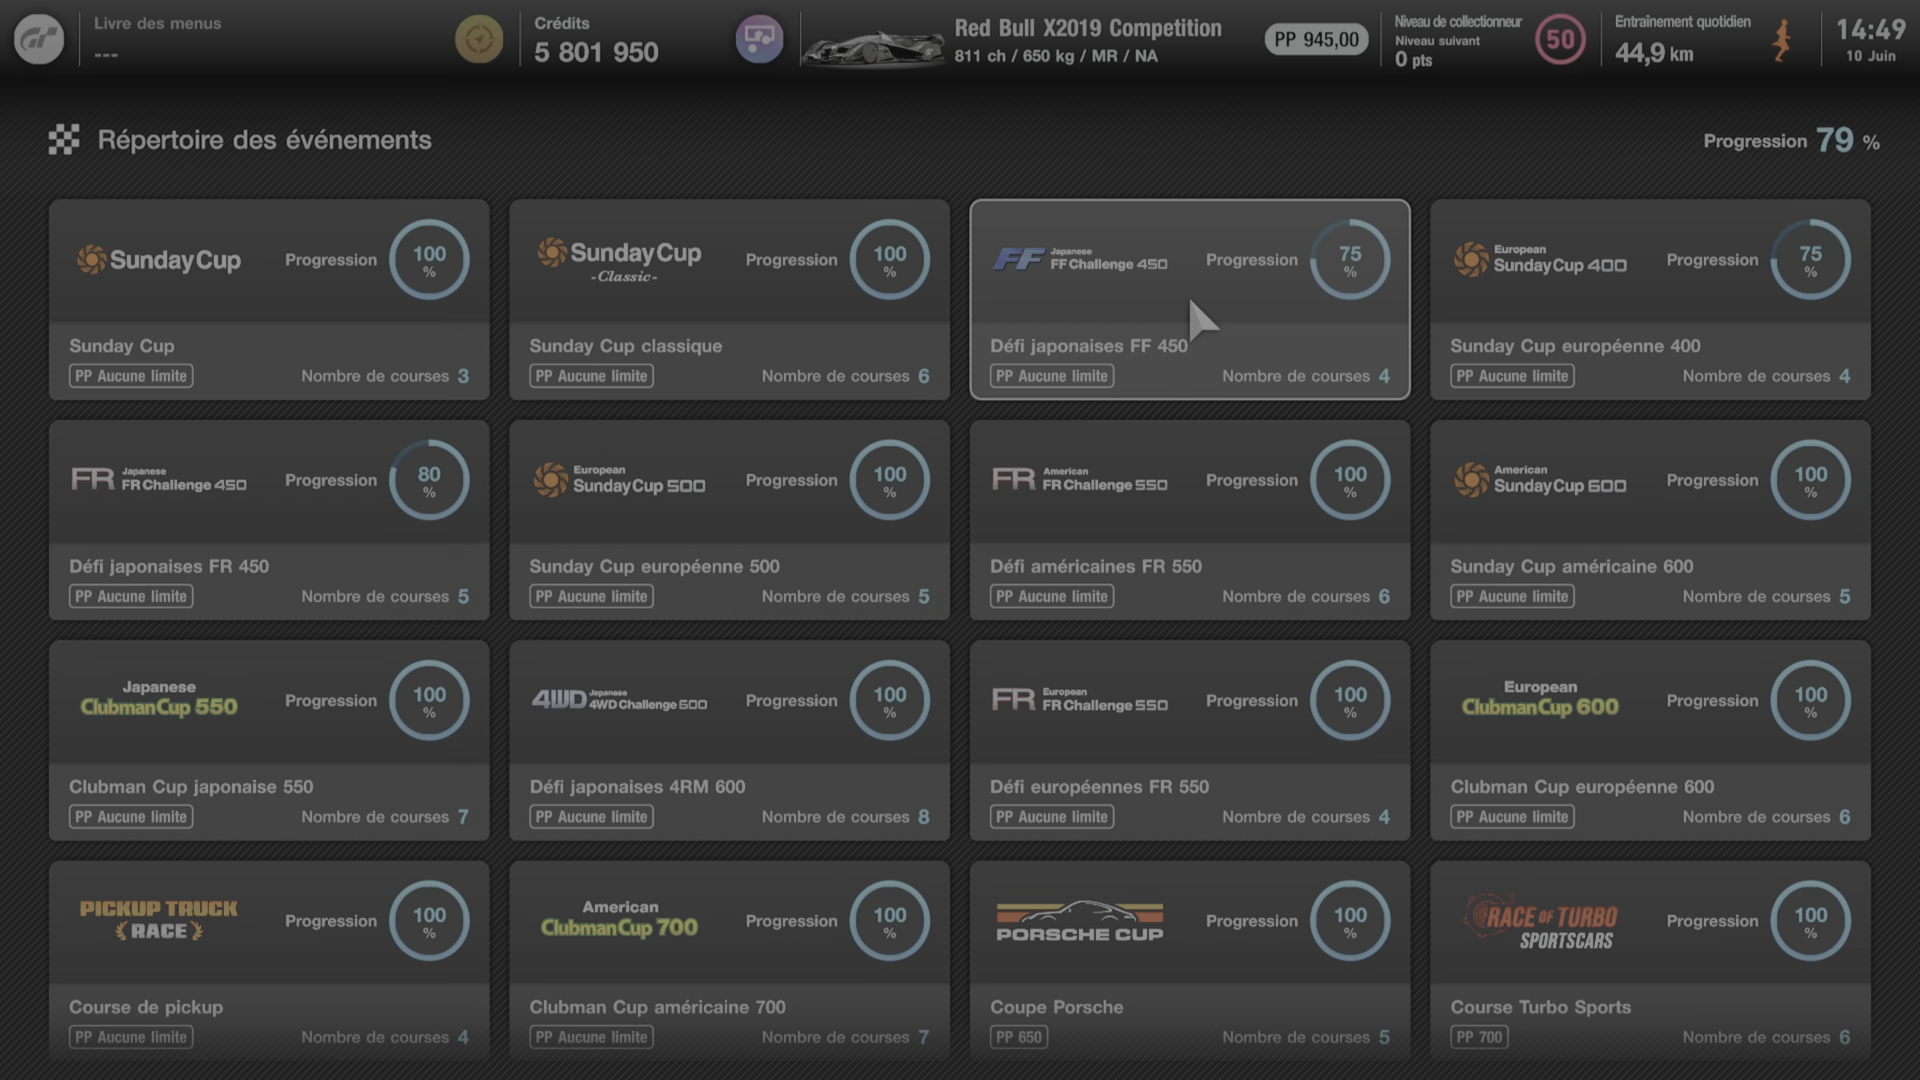 Livre des menus
---
Crédits
5 801 950
Red Bull X2019 Competition
811 ch / 650 kg / MR / NA
PP 945,00
Niveau de collectionneur
Niveau suivant
0 pts
50
Entraînement quotidien
44,9 km
14:49
10 Juin
Répertoire des événements
Progression 79 %
Sunday Cup
Progression
100
%
Sunday Cup
PP Aucune limite
Nombre de courses 3
Sunday Cup
-Classic-
Progression
100
%
Sunday Cup classique
PP Aucune limite
Nombre de courses 6
FF Japanese
FF Challenge 450
Progression
75
%
Défi japonaises FF 450
PP Aucune limite
Nombre de courses 4
European
Sunday Cup 400
Progression
75
%
Sunday Cup européenne 400
PP Aucune limite
Nombre de courses 4
FR Japanese
FR Challenge 450
Progression
80
%
Défi japonaises FR 450
PP Aucune limite
Nombre de courses 5
European
Sunday Cup 500
Progression
100
%
Sunday Cup européenne 500
PP Aucune limite
Nombre de courses 5
FR American
FR Challenge 550
Progression
100
%
Défi américaines FR 550
PP Aucune limite
Nombre de courses 6
American
Sunday Cup 600
Progression
100
%
Sunday Cup américaine 600
PP Aucune limite
Nombre de courses 5
Japanese
Clubman Cup 550
Progression
100
%
Clubman Cup japonaise 550
PP Aucune limite
Nombre de courses 7
4WD Japanese
4WD Challenge 600
Progression
100
%
Défi japonaises 4RM 600
PP Aucune limite
Nombre de courses 8
FR European
FR Challenge 550
Progression
100
%
Défi européennes FR 550
PP Aucune limite
Nombre de courses 4
European
Clubman Cup 600
Progression
100
%
Clubman Cup européenne 600
PP Aucune limite
Nombre de courses 6
PICKUP TRUCK
RACE
Progression
100
%
Course de pickup
PP Aucune limite
Nombre de courses 4
American
Clubman Cup 700
Progression
100
%
Clubman Cup américaine 700
PP Aucune limite
Nombre de courses 7
PORSCHE CUP
Progression
100
%
Coupe Porsche
PP 650
Nombre de courses 5
RACE OF TURBO
SPORTSCARS
Progression
100
%
Course Turbo Sports
PP 700
Nombre de courses 6